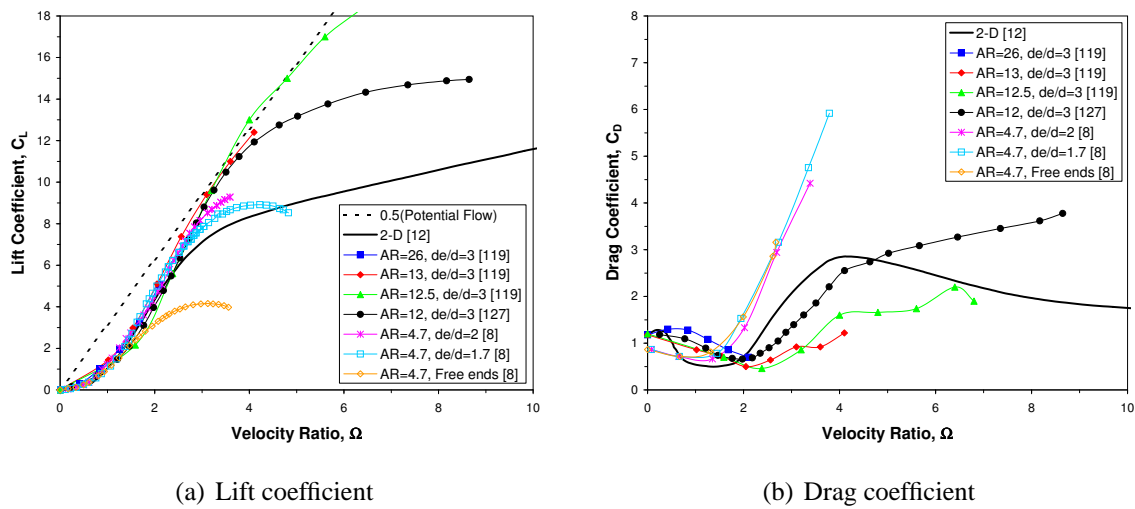 18
16
14
12
10
8
6
4
2
0
Lift Coefficient, C_L
0.5(Potential Flow)
2-D [12]
AR=26, de/d=3 [119]
AR=13, de/d=3 [119]
AR=12.5, de/d=3 [119]
AR=12, de/d=3 [127]
AR=4.7, de/d=2 [8]
AR=4.7, de/d=1.7 [8]
AR=4.7, Free ends [8]
0 2 4 6 8 10
Velocity Ratio, Ω
(a) Lift coefficient
8
7
6
5
4
3
2
1
0
Drag Coefficient, C_D
2-D [12]
AR=26, de/d=3 [119]
AR=13, de/d=3 [119]
AR=12.5, de/d=3 [119]
AR=12, de/d=3 [127]
AR=4.7, de/d=2 [8]
AR=4.7, de/d=1.7 [8]
AR=4.7, Free ends [8]
0 2 4 6 8 10
Velocity Ratio, Ω
(b) Drag coefficient